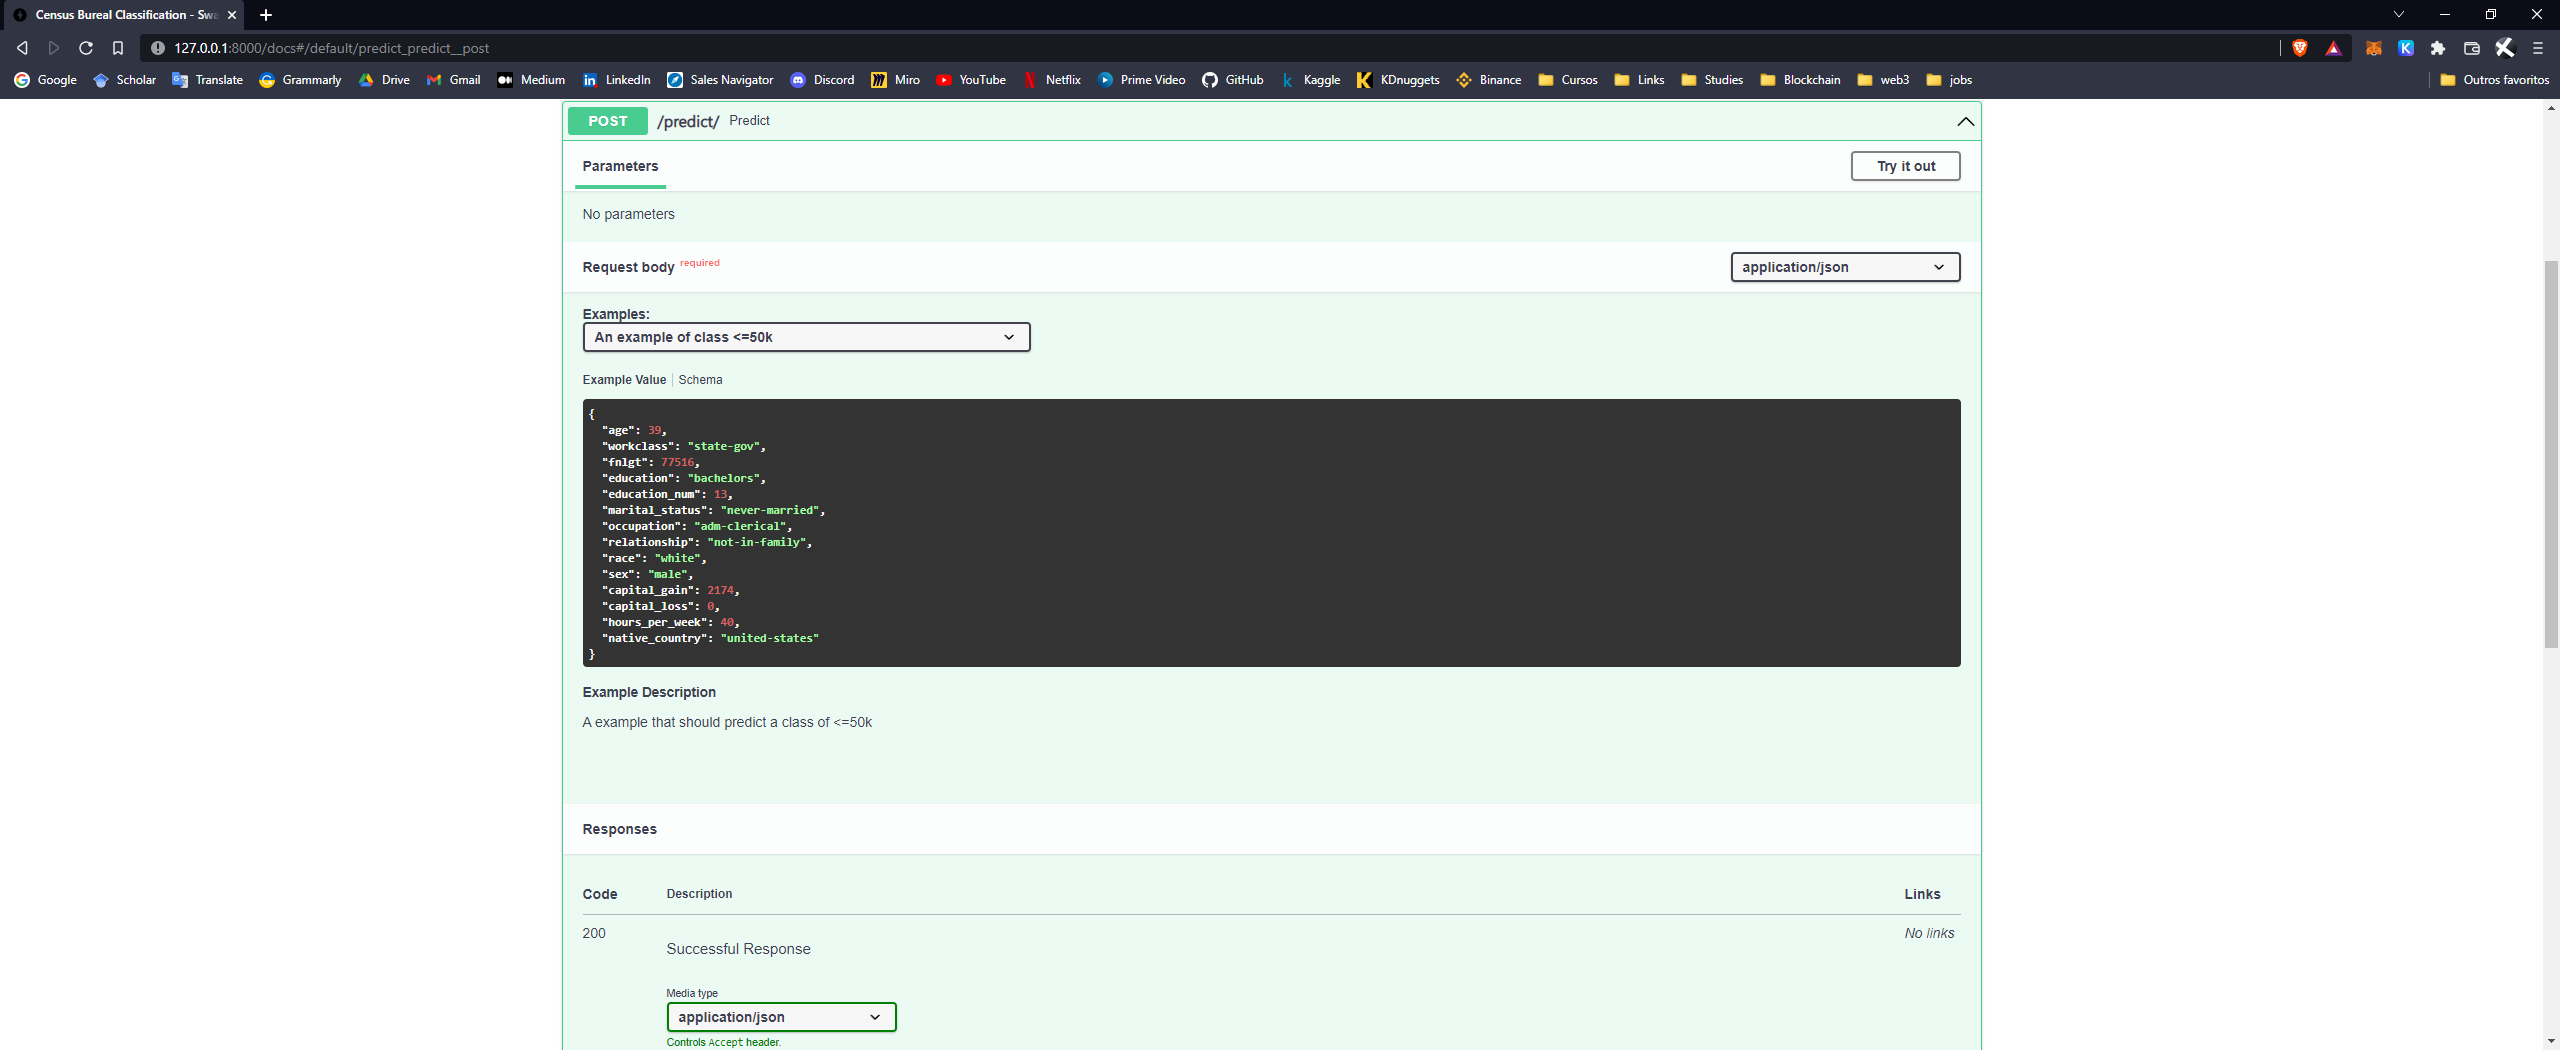 Census Bureal Classification - Swa
127.0.0.1:8000/docs#/default/predict_predict__post
Google Scholar Translate Grammarly Drive Gmail Medium LinkedIn Sales Navigator Discord Miro YouTube Netflix Prime Video GitHub Kaggle KDnuggets Binance Cursos Links Studies Blockchain web3 jobs Outros favoritos
POST /predict/ Predict
Parameters Try it out
No parameters
Request body required application/json
Examples:
An example of class <=50k
Example Value Schema
{
"age": 39,
"workclass": "state-gov",
"fnlgt": 77516,
"education": "bachelors",
"education_num": 13,
"marital_status": "never-married",
"occupation": "adm-clerical",
"relationship": "not-in-family",
"race": "white",
"sex": "male",
"capital_gain": 2174,
"capital_loss": 0,
"hours_per_week": 40,
"native_country": "united-states"
}
Example Description
A example that should predict a class of <=50k
Responses
Code Description Links
200 No links
Successful Response
Media type
application/json
Controls Accept header.